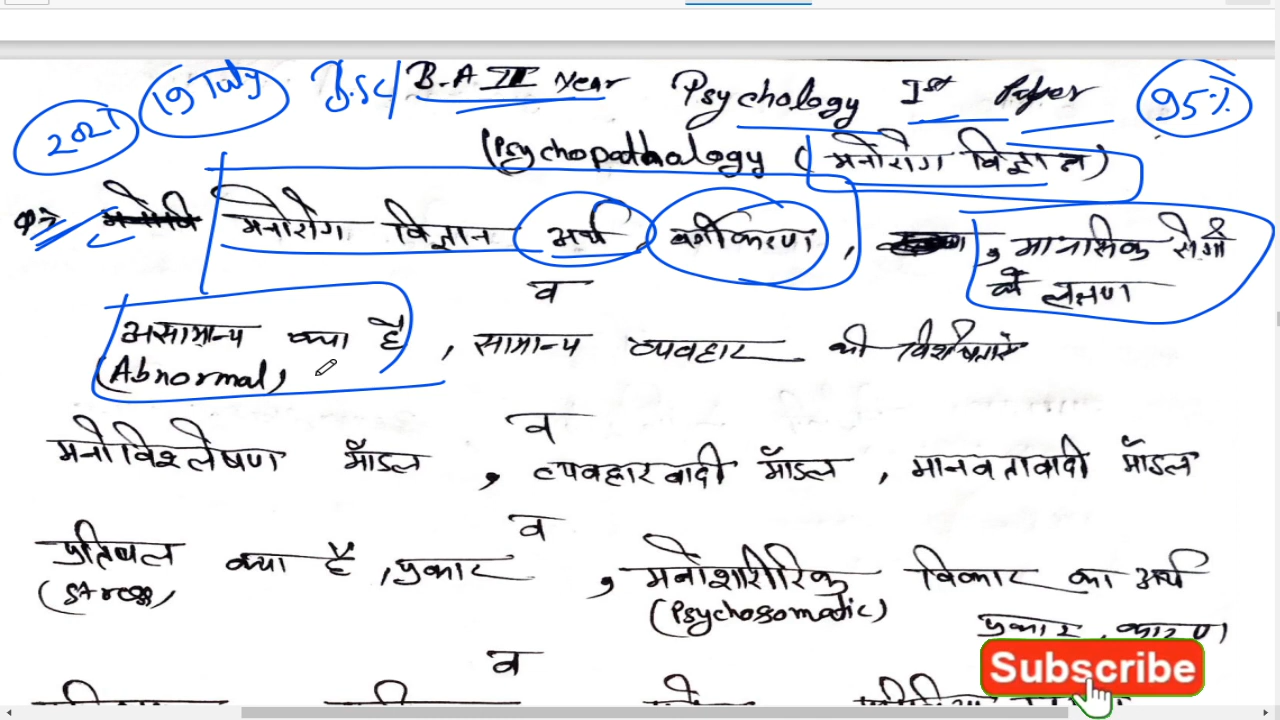 2021 19 July B.Sc/B.A II Year Psychology Ist Paper 95%
(Psychopathology (मनोरोग विज्ञान)
मनोरोग विज्ञान अर्थ, वर्गीकरण, मानसिक रोगों
के लक्षण
व
असामान्य क्या है, सामान्य व्यवहार की विशेषताएं
(Abnormal)
व
मनोविश्लेषण मॉडल, व्यवहारवादी मॉडल, मानवतावादी मॉडल
व
प्रतिबल क्या है, प्रकार, मनोशारीरिक विकार का अर्थ
(Stress) (Psychosomatic) प्रकार, कारण
व
Subscribe